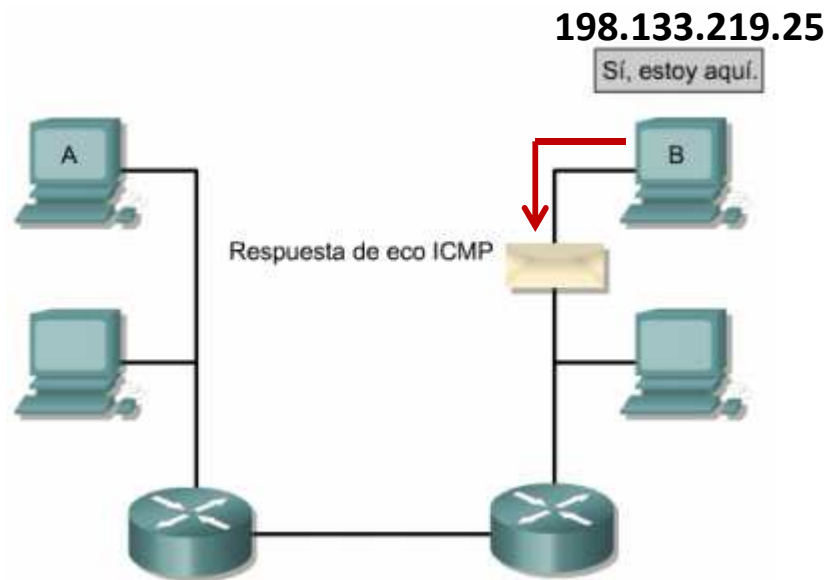 198.133.219.25
Sí, estoy aquí.
A
B
Respuesta de eco ICMP